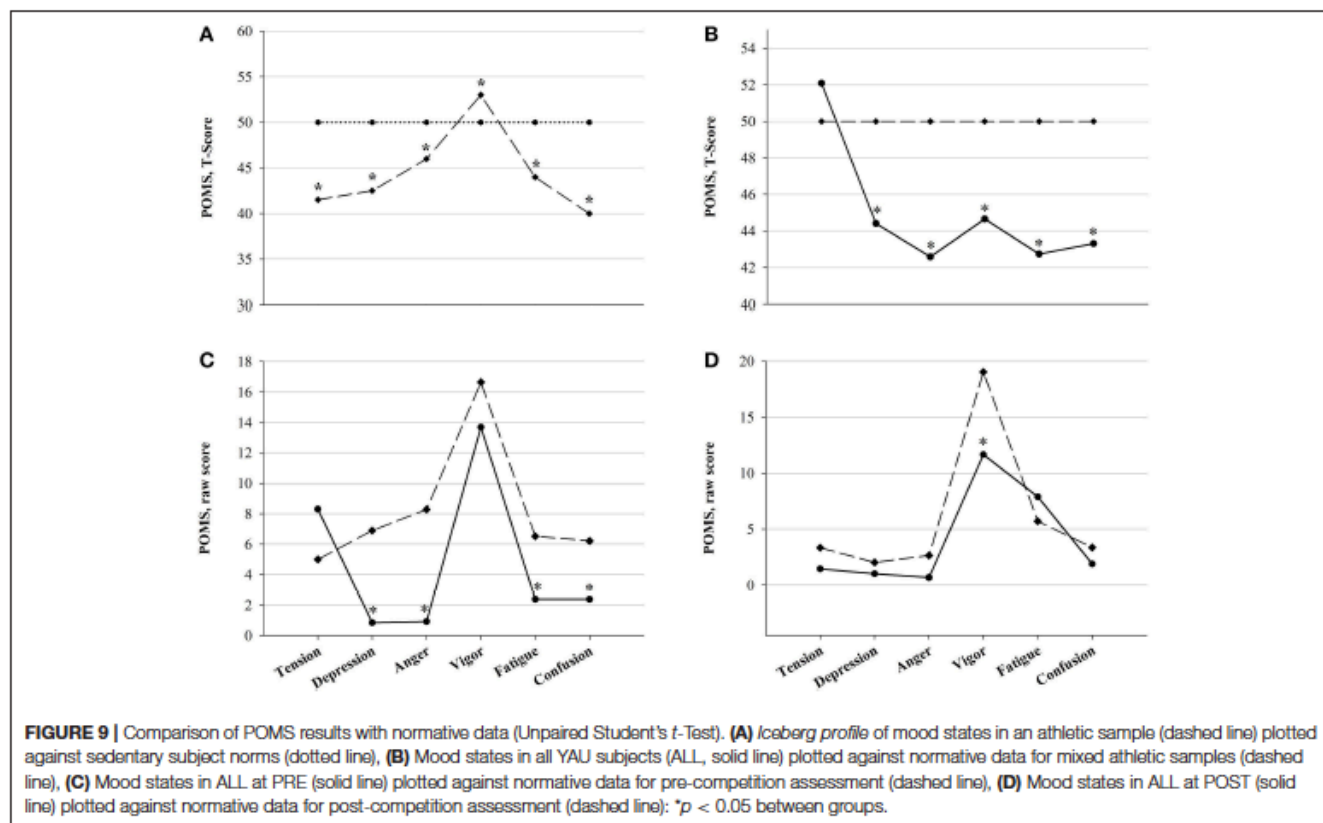 A
60
55
50
45
40
35
30
POMS, T-Score
*
*
*
*
*
*
B
54
52
50
48
46
44
42
40
POMS, T-Score
*
*
*
*
*
C
18
16
14
12
10
8
6
4
2
0
POMS, raw score
*
*
*
*
Tension
Depression
Anger
Vigor
Fatigue
Confusion
D
20
15
10
5
0
POMS, raw score
*
Tension
Depression
Anger
Vigor
Fatigue
Confusion
FIGURE 9 | Comparison of POMS results with normative data (Unpaired Student's t-Test). (A) Iceberg profile of mood states in an athletic sample (dashed line) plotted
against sedentary subject norms (dotted line), (B) Mood states in all YAU subjects (ALL, solid line) plotted against normative data for mixed athletic samples (dashed
line), (C) Mood states in ALL at PRE (solid line) plotted against normative data for pre-competition assessment (dashed line), (D) Mood states in ALL at POST (solid
line) plotted against normative data for post-competition assessment (dashed line): *p < 0.05 between groups.